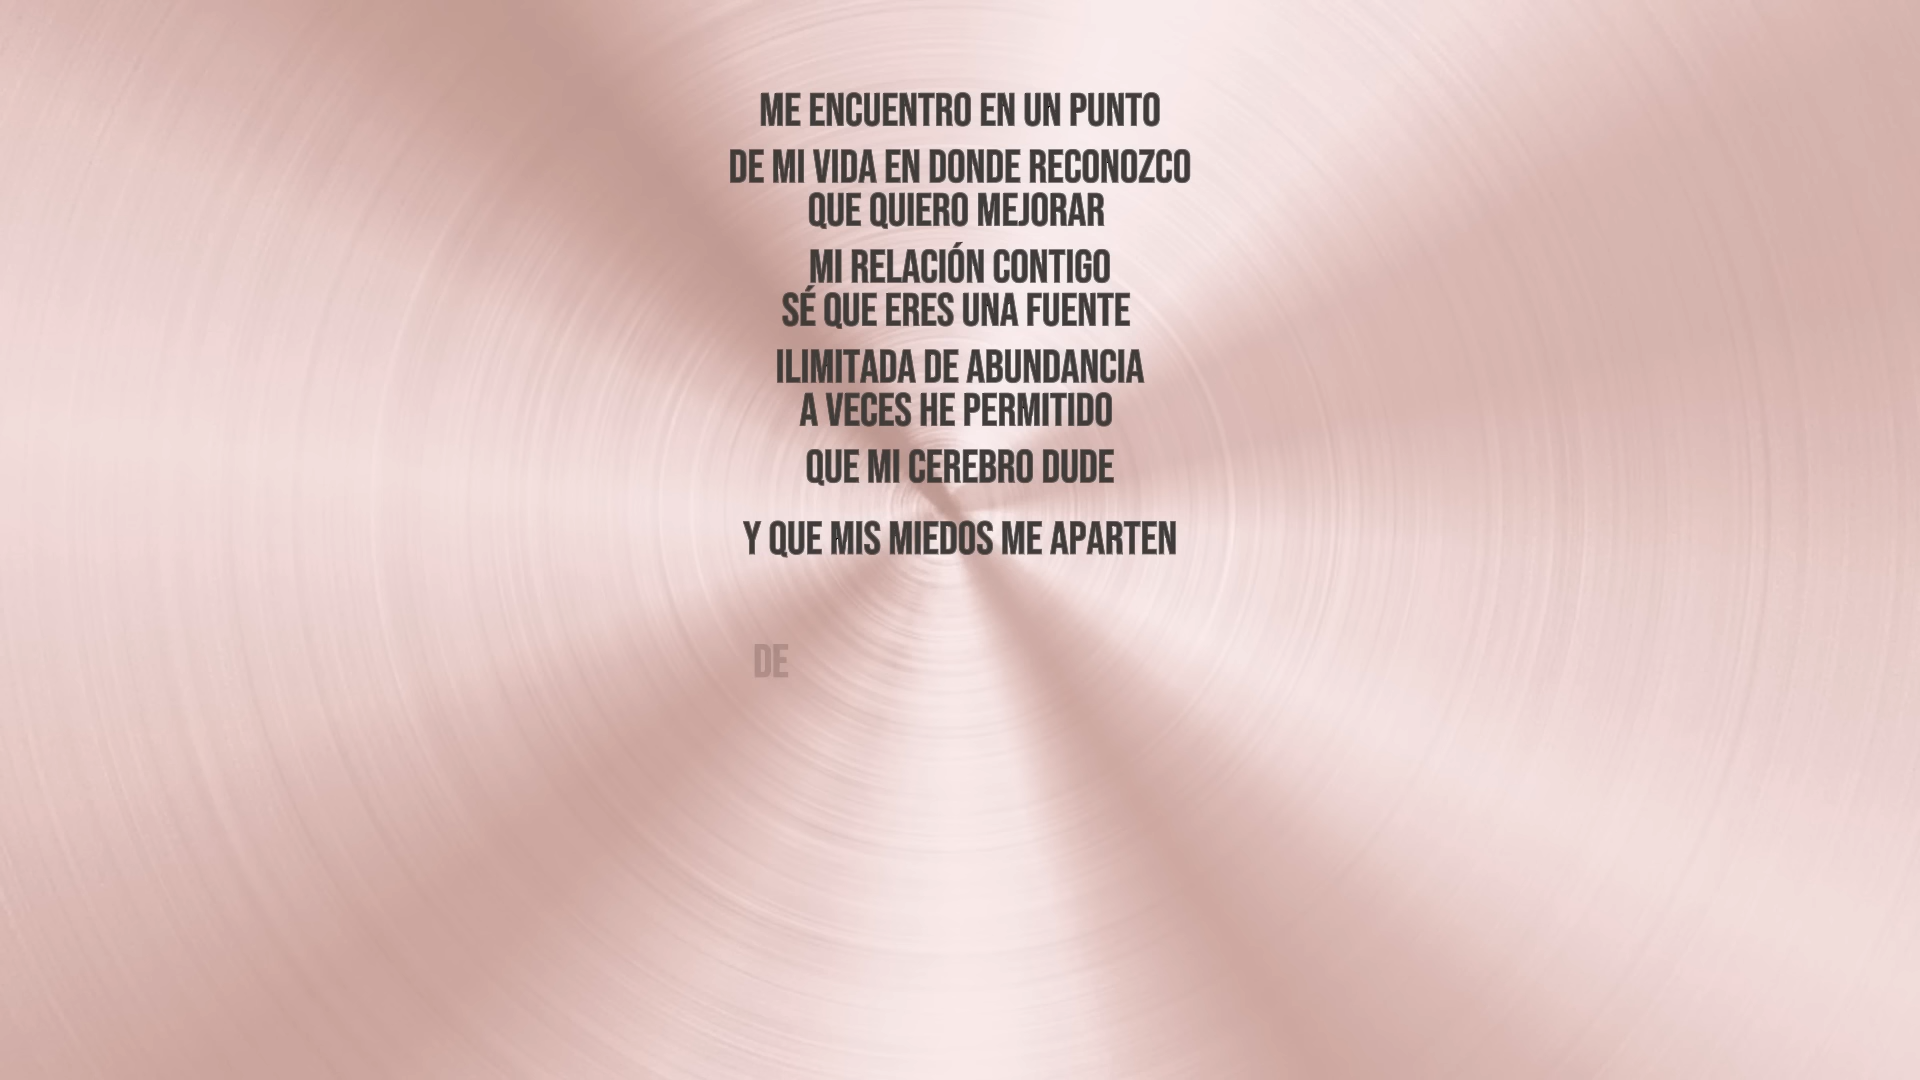 ME ENCUENTRO EN UN PUNTO
DE MI VIDA EN DONDE RECONOZCO
QUE QUIERO MEJORAR
MI RELACIÓN CONTIGO
SÉ QUE ERES UNA FUENTE
ILIMITADA DE ABUNDANCIA
A VECES HE PERMITIDO
QUE MI CEREBRO DUDE
Y QUE MIS MIEDOS ME APARTEN
DE